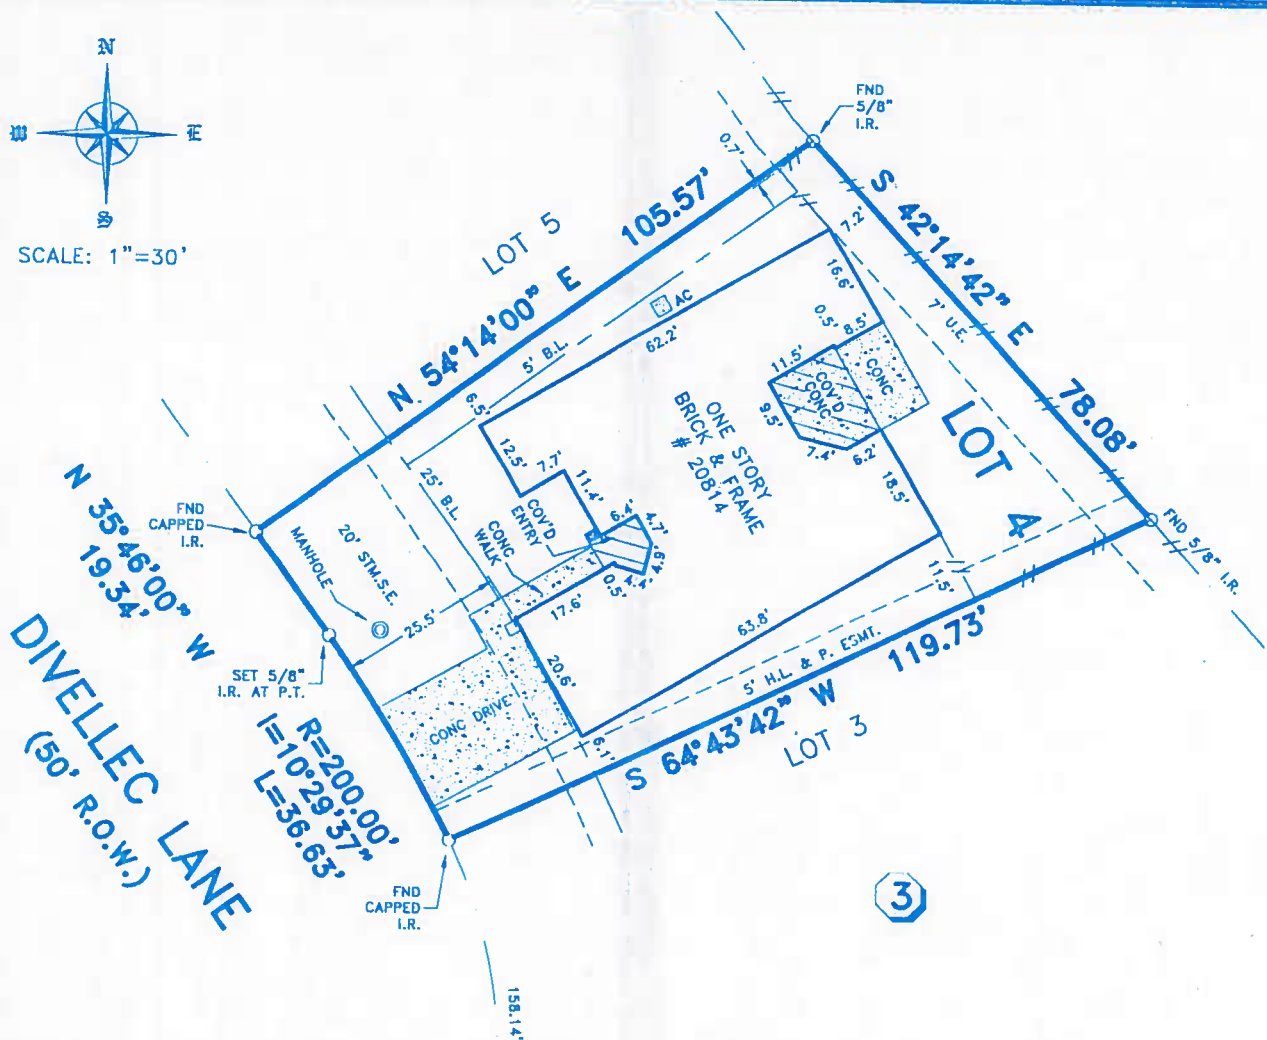 N
W
E
S
SCALE: 1"=30'
FND
5/8"
I.R.
0.7'
LOT 5
105.57'
N 54°14'00" E
S 42°14'42" E
78.08'
7.2'
16.6'
7' U.E.
0.5'
8.5'
AC
62.2'
5' B.L.
11.5'
COV'D
CONC
CONC
9.5'
7.4'
6.2'
ONE STORY
BRICK & FRAME
# 20814
LOT 4
18.5'
6.5'
12.5'
7.7'
11.4'
25' B.L.
COV'D
ENTRY
CONC
WALK
6.4'
4.7'
4.9'
4.4'
0.5'
FND
CAPPED
I.R.
MANHOLE
20' STM.S.E.
N 35°46'00" W
19.34'
25.5'
17.6'
11.5'
FND 5/8" I.R.
63.8'
20.6'
5' H.L. & P. ESMT.
119.73'
S 64°43'42" W
LOT 3
SET 5/8"
I.R. AT P.T.
CONC DRIVE
6.1'
DIVELLEC LANE
(50' R.O.W.)
R=200.00'
I=10°29'37"
L=36.63'
FND
CAPPED
I.R.
3
158.14'